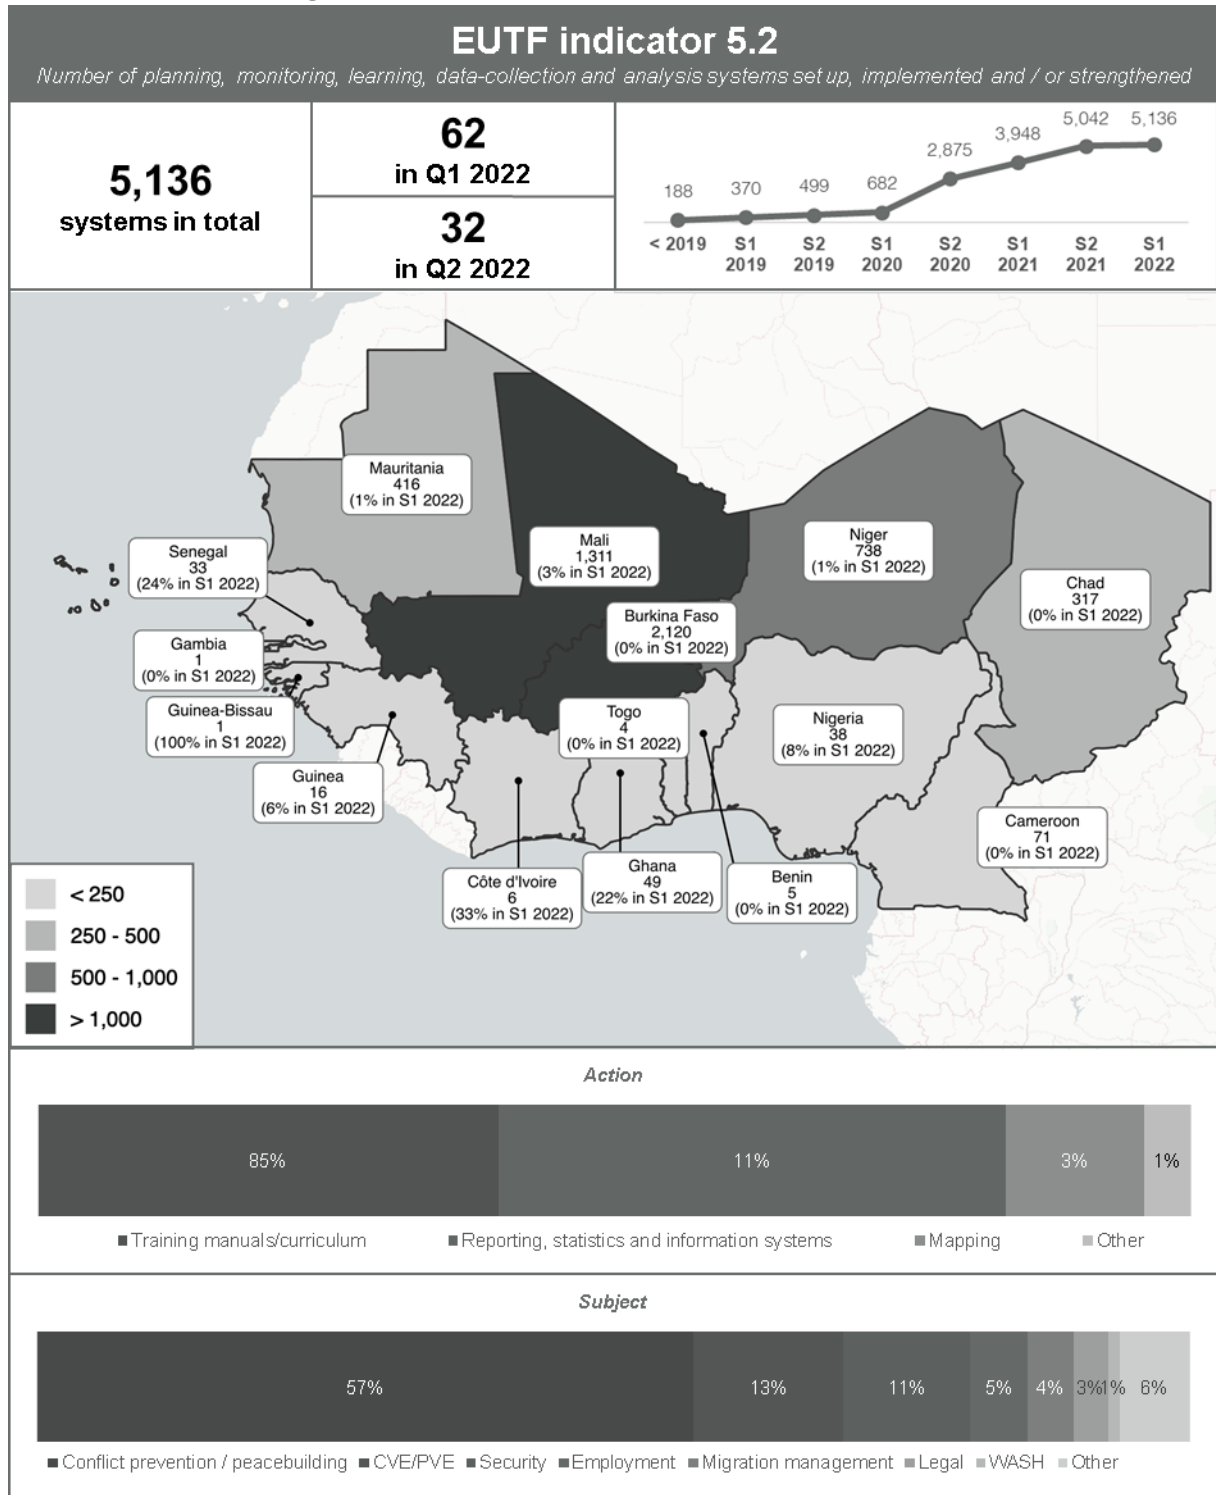 EUTF indicator 5.2
Number of planning, monitoring, learning, data-collection and analysis systems set up, implemented and / or strengthened
5,136
systems in total
62
in Q1 2022
32
in Q2 2022
188
370
499
682
2,875
3,948
5,042
5,136
< 2019
S1
2019
S2
2019
S1
2020
S2
2020
S1
2021
S2
2021
S1
2022
Mauritania
416
(1% in S1 2022)
Mali
1,311
(3% in S1 2022)
Niger
738
(1% in S1 2022)
Chad
317
(0% in S1 2022)
Senegal
33
(24% in S1 2022)
Burkina Faso
2,120
(0% in S1 2022)
Gambia
1
(0% in S1 2022)
Guinea-Bissau
1
(100% in S1 2022)
Togo
4
(0% in S1 2022)
Nigeria
38
(8% in S1 2022)
Guinea
16
(6% in S1 2022)
Cameroon
71
(0% in S1 2022)
Côte d'Ivoire
6
(33% in S1 2022)
Ghana
49
(22% in S1 2022)
Benin
5
(0% in S1 2022)
< 250
250 - 500
500 - 1,000
> 1,000
Action
85%
11%
3%
1%
Training manuals/curriculum
Reporting, statistics and information systems
Mapping
Other
Subject
57%
13%
11%
5%
4%
3%
1%
6%
Conflict prevention / peacebuilding
CVE/PVE
Security
Employment
Migration management
Legal
WASH
Other